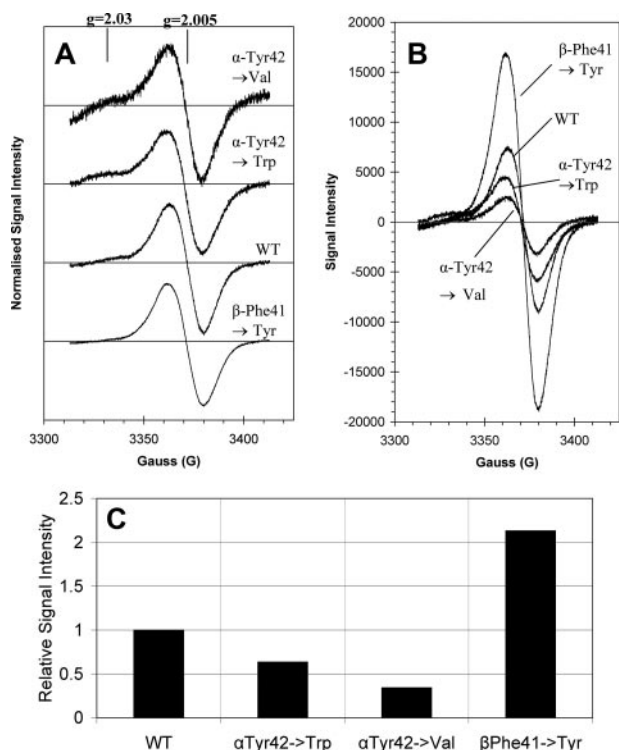 g=2.03 g=2.005
A
α-Tyr42
→Val
α-Tyr42
→ Trp
WT
β-Phe41
→ Tyr
Normalised Signal Intensity
3300 3350 3400
Gauss (G)
B
β-Phe41
→ Tyr
WT
α-Tyr42
→Trp
α-Tyr42
→ Val
Signal Intensity
20000
15000
10000
5000
0
-5000
-10000
-15000
-20000
3300 3350 3400
Gauss (G)
C
Relative Signal Intensity
2.5
2
1.5
1
0.5
0
WT αTyr42->Trp αTyr42->Val βPhe41->Tyr